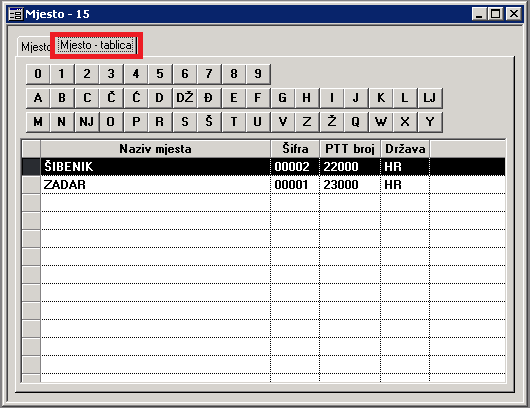 Mjesto - 15
Mjesto Mjesto - tablica
0 1 2 3 4 5 6 7 8 9
A B C Č Ć D DŽ Đ E F G H I J K L LJ
M N NJ O P R S Š T U V Z Ž Q W X Y
Naziv mjesta Šifra PTT broj Država
ŠIBENIK 00002 22000 HR
ZADAR 00001 23000 HR